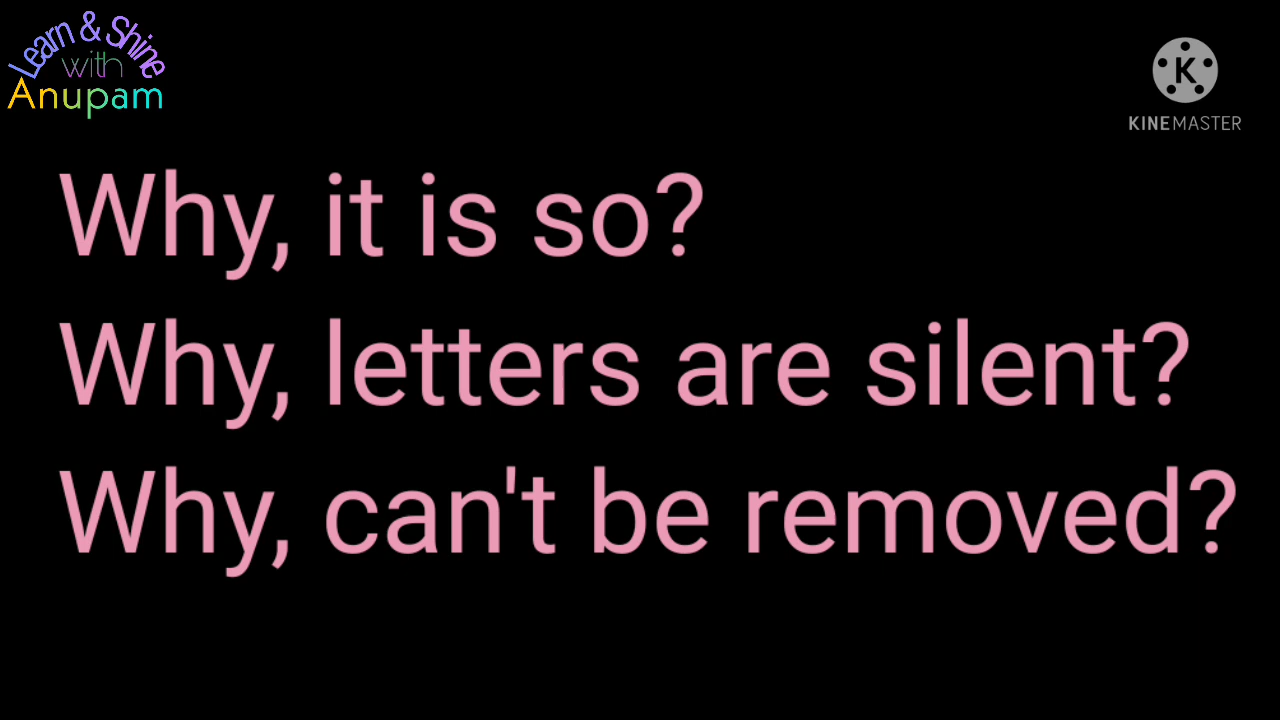 Learn & Shine
with
Anupam
K
KINEMASTER
Why, it is so?
Why, letters are silent?
Why, can't be removed?